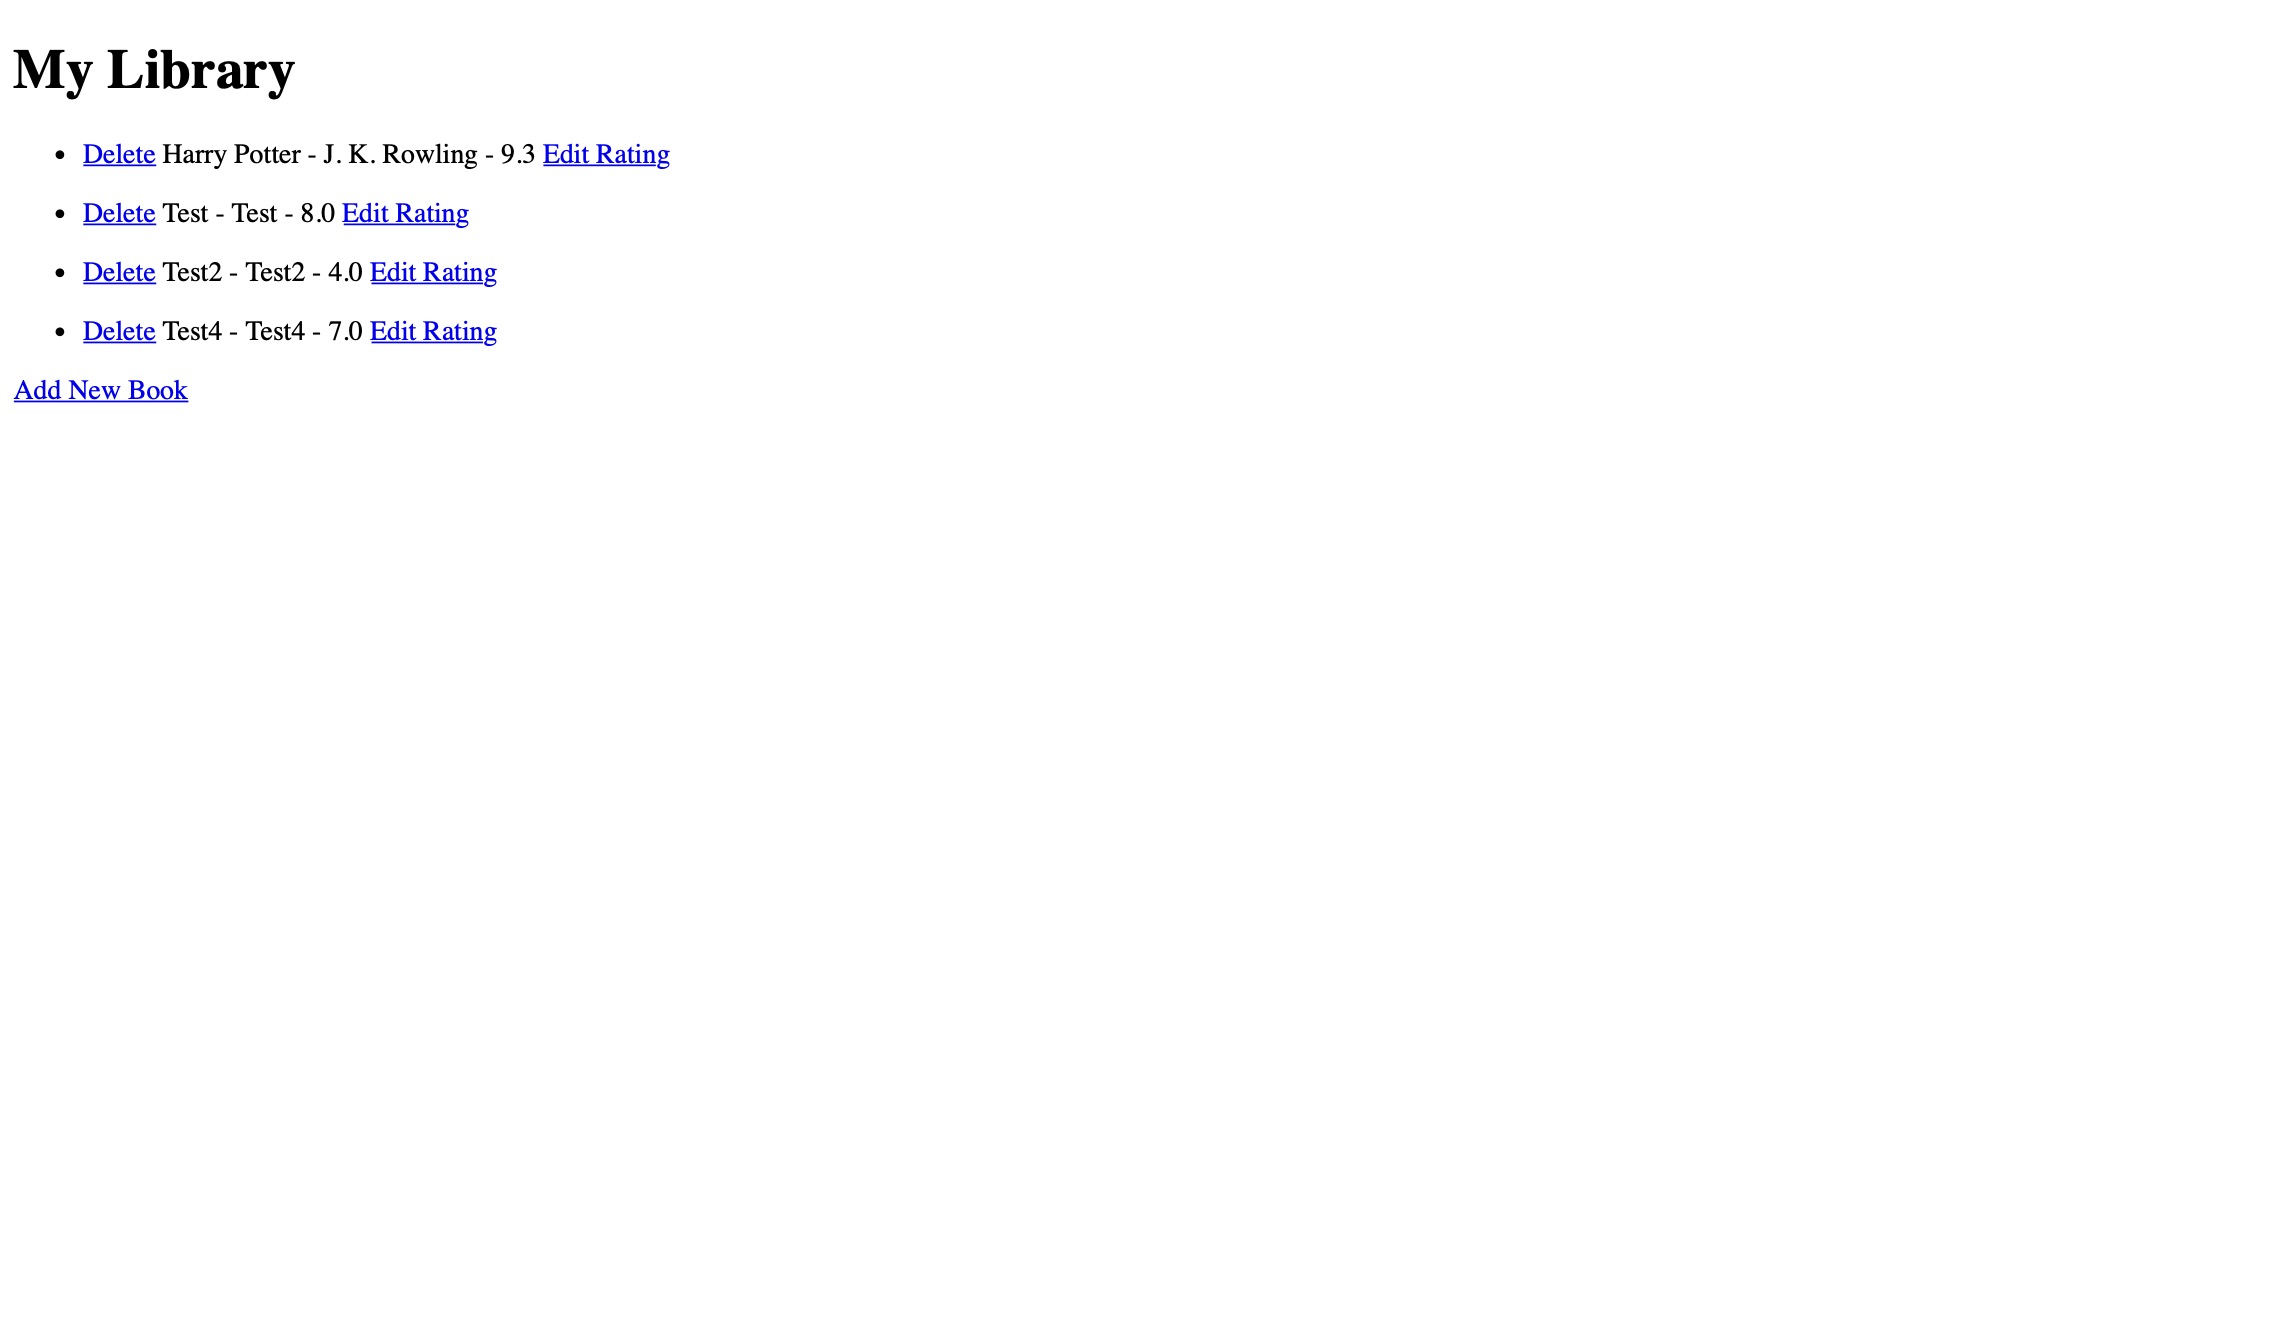 My Library
Delete Harry Potter - J. K. Rowling - 9.3 Edit Rating
Delete Test - Test - 8.0 Edit Rating
Delete Test2 - Test2 - 4.0 Edit Rating
Delete Test4 - Test4 - 7.0 Edit Rating
Add New Book